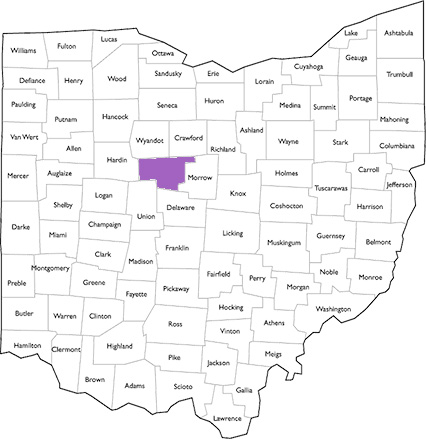 Williams
Fulton
Lucas
Ottawa
Lake
Ashtabula
Geauga
Cuyahoga
Trumbull
Defiance
Henry
Wood
Sandusky
Erie
Lorain
Portage
Paulding
Putnam
Hancock
Seneca
Huron
Medina
Summit
Mahoning
Van Wert
Allen
Wyandot
Crawford
Richland
Ashland
Wayne
Stark
Columbiana
Mercer
Auglaize
Hardin
Morrow
Holmes
Tuscarawas
Carroll
Jefferson
Shelby
Logan
Union
Delaware
Knox
Coshocton
Harrison
Darke
Miami
Champaign
Franklin
Licking
Muskingum
Guernsey
Belmont
Clark
Madison
Preble
Montgomery
Greene
Fayette
Pickaway
Fairfield
Perry
Morgan
Noble
Monroe
Butler
Warren
Clinton
Ross
Hocking
Athens
Washington
Hamilton
Clermont
Highland
Vinton
Meigs
Pike
Jackson
Brown
Adams
Scioto
Gallia
Lawrence